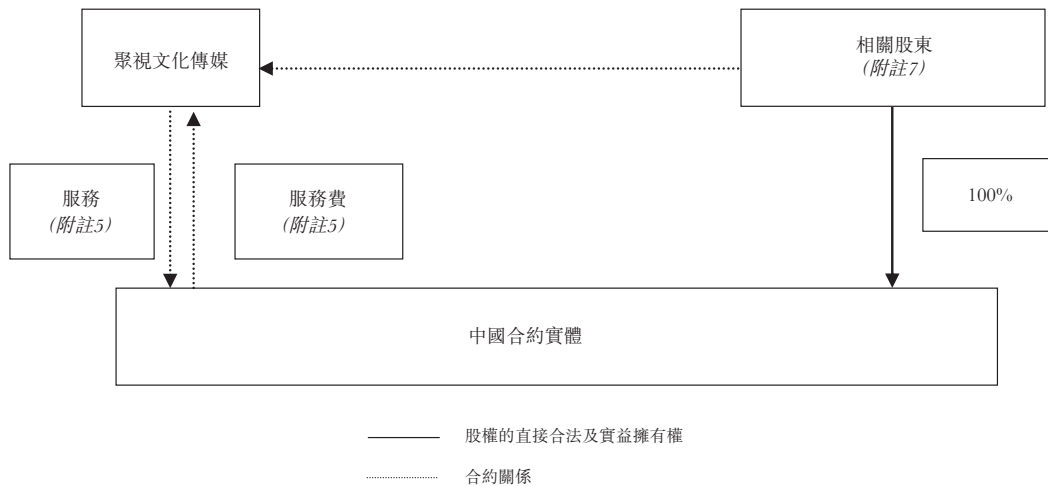 聚視文化傳媒
相關股東
(附註7)
服務
(附註5)
服務費
(附註5)
100%
中國合約實體
股權的直接合法及實益擁有權
合約關係